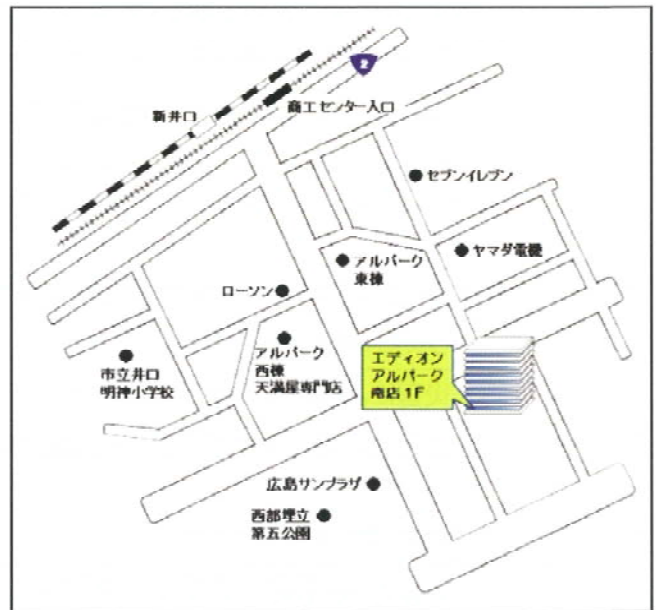 2
新井口
商工センター入口
セブンイレブン
アルパーク
東棟
ヤマダ電機
ローソン
アルパーク
西棟
天満屋専門店
市立井口
明神小学校
エディオン
アルパーク
南店1F
広島サンプラザ
西部埋立
第五公園